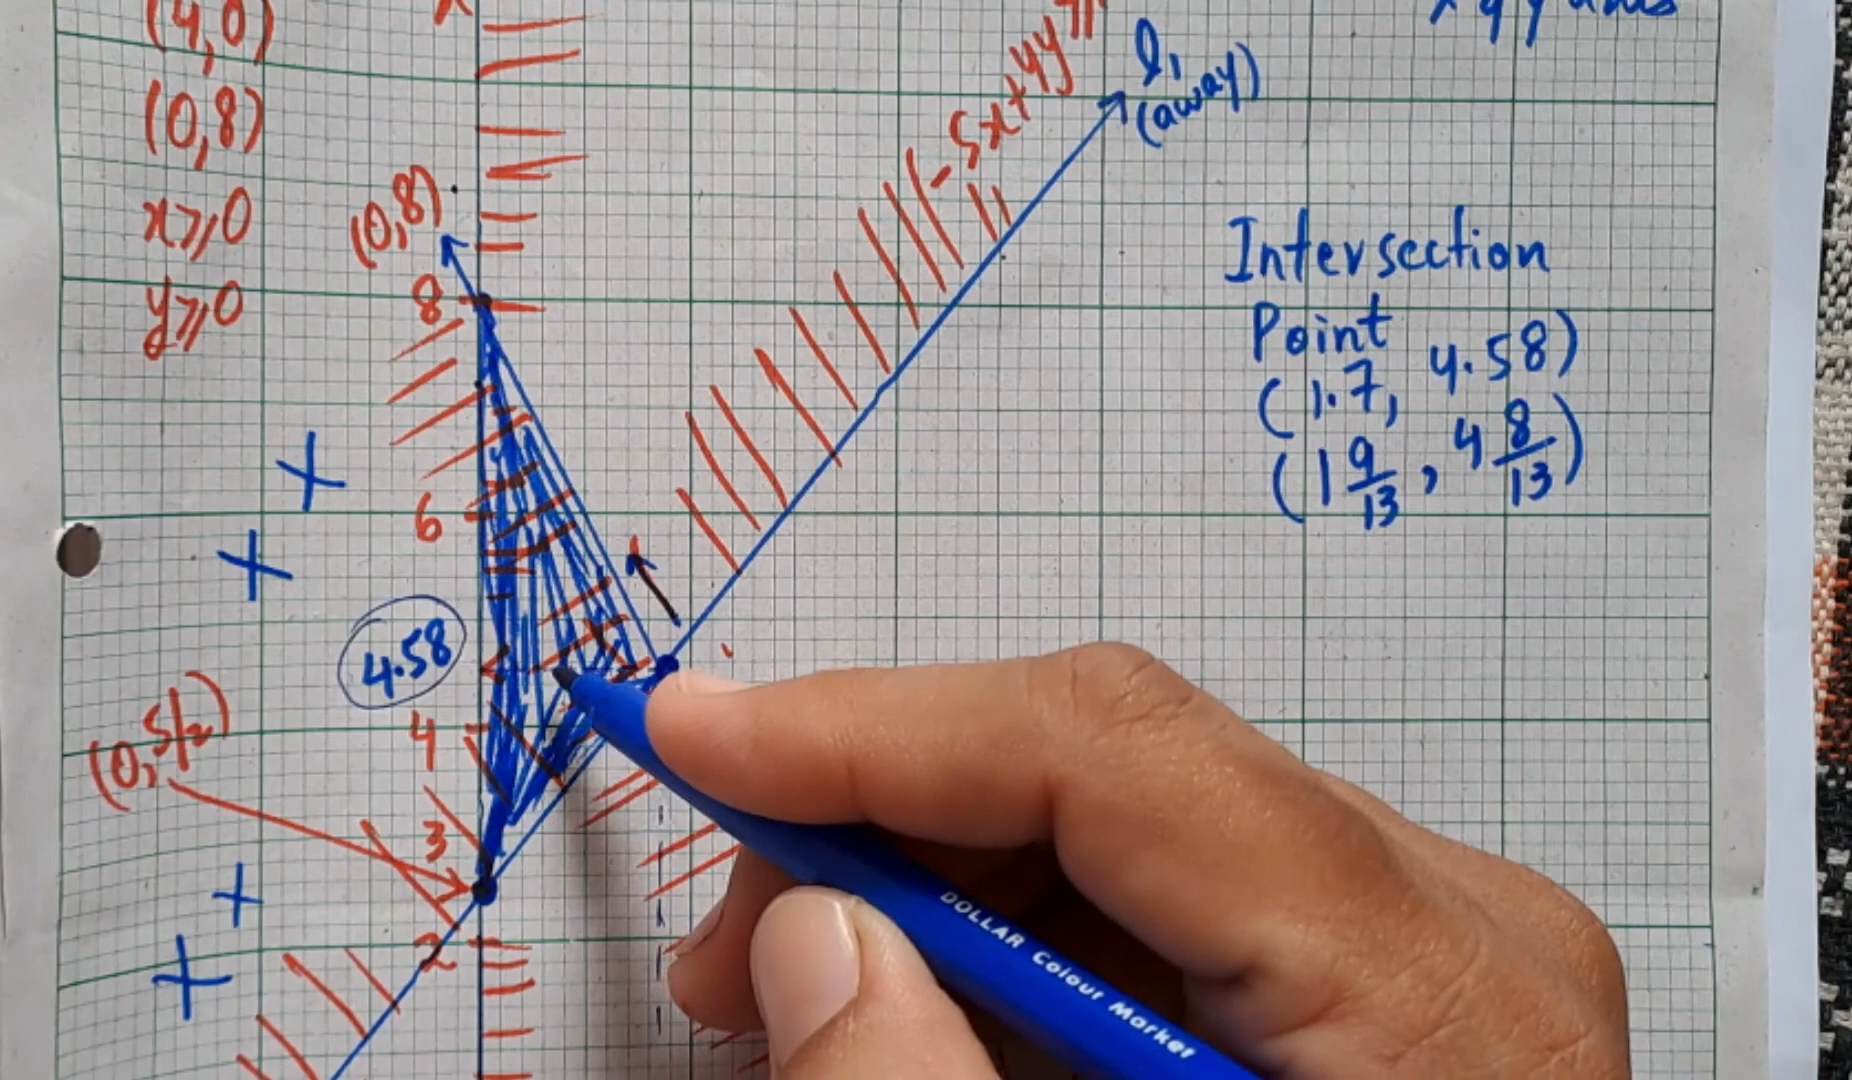 (4,0)
(0,8)
x⩾0
y⩾0
(0,8)
8
6
4.58
4
(0,5/2)
3
2
-5x+4y⩾
l₁
(away)
x y y axis
Intersection
Point
(1.7, 4.58)
(1 9/13, 4 8/13)
DOLLAR Colour Marker